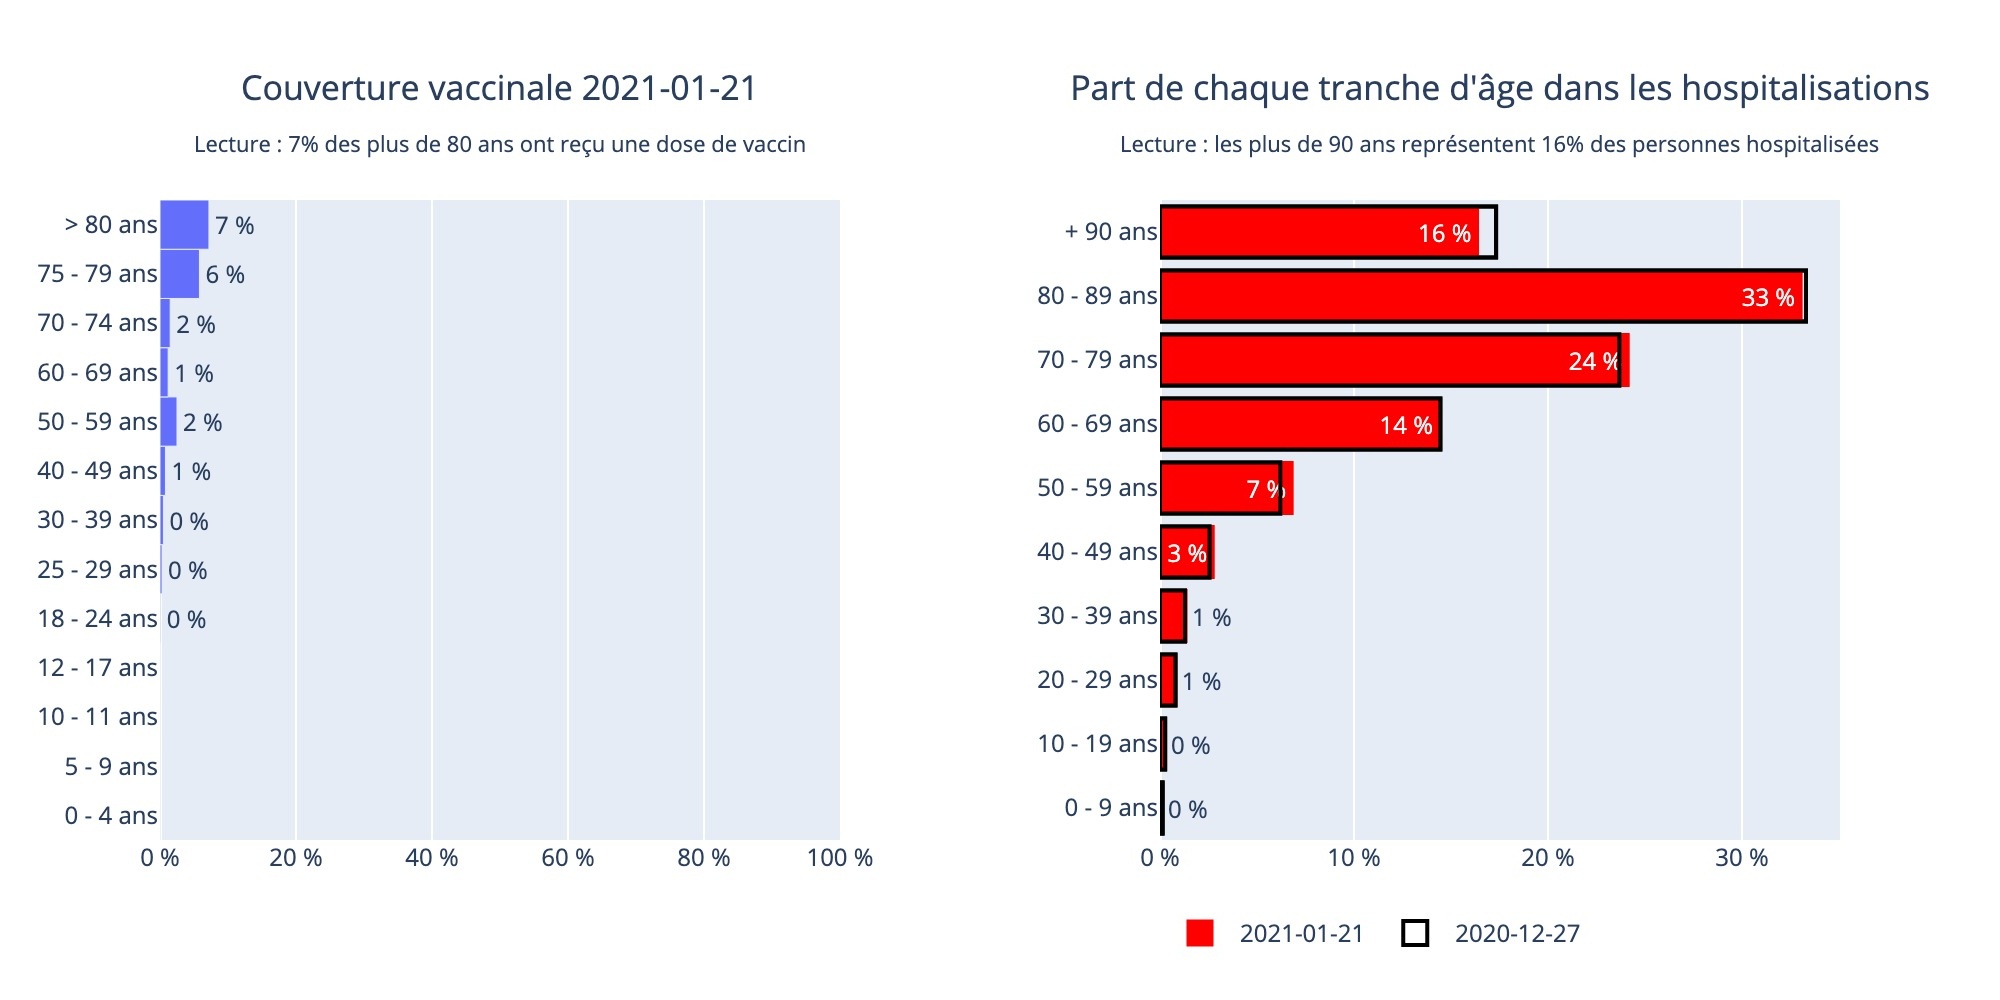 Couverture vaccinale 2021-01-21
Lecture : 7% des plus de 80 ans ont reçu une dose de vaccin
> 80 ans 7 %
75 - 79 ans 6 %
70 - 74 ans 2 %
60 - 69 ans 1 %
50 - 59 ans 2 %
40 - 49 ans 1 %
30 - 39 ans 0 %
25 - 29 ans 0 %
18 - 24 ans 0 %
12 - 17 ans
10 - 11 ans
5 - 9 ans
0 - 4 ans
0 % 20 % 40 % 60 % 80 % 100 %
Part de chaque tranche d'âge dans les hospitalisations
Lecture : les plus de 90 ans représentent 16% des personnes hospitalisées
+ 90 ans 16 %
80 - 89 ans 33 %
70 - 79 ans 24 %
60 - 69 ans 14 %
50 - 59 ans 7 %
40 - 49 ans 3 %
30 - 39 ans 1 %
20 - 29 ans 1 %
10 - 19 ans 0 %
0 - 9 ans 0 %
0 % 10 % 20 % 30 %
2021-01-21 2020-12-27